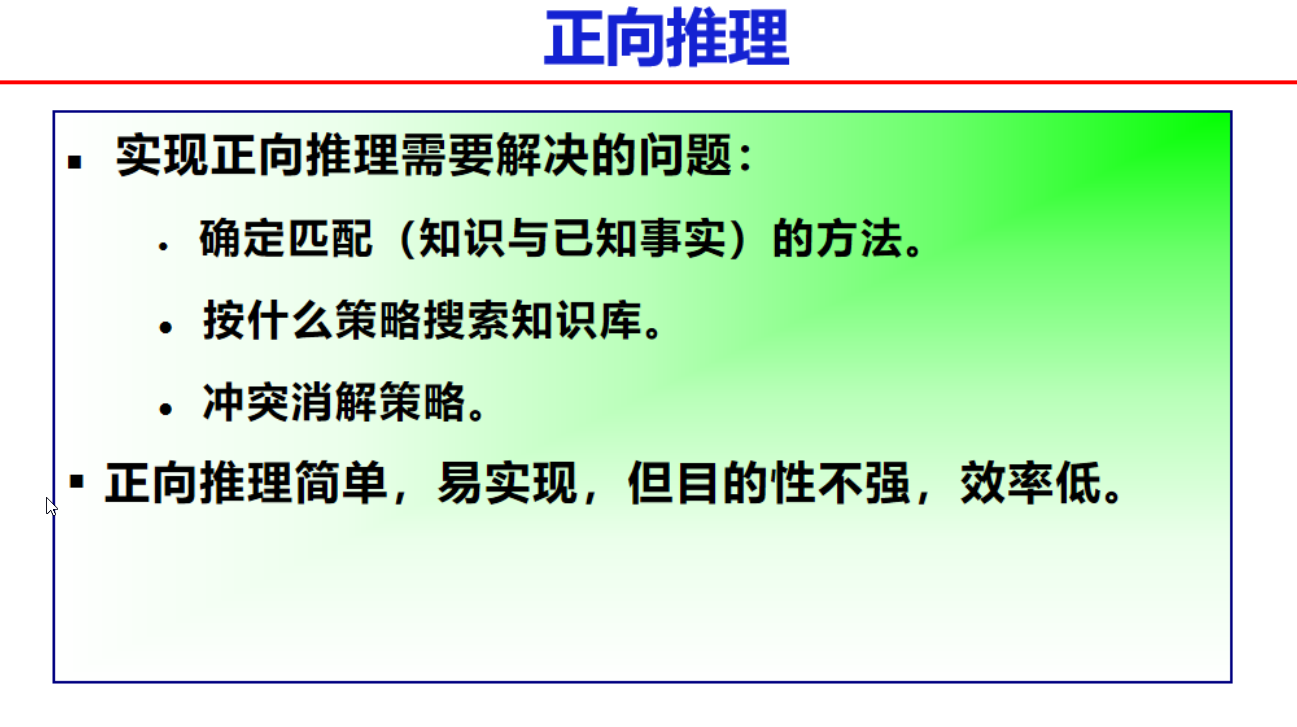 正向推理
▪ 实现正向推理需要解决的问题：
• 确定匹配（知识与已知事实）的方法。
• 按什么策略搜索知识库。
• 冲突消解策略。
▪ 正向推理简单，易实现，但目的性不强，效率低。